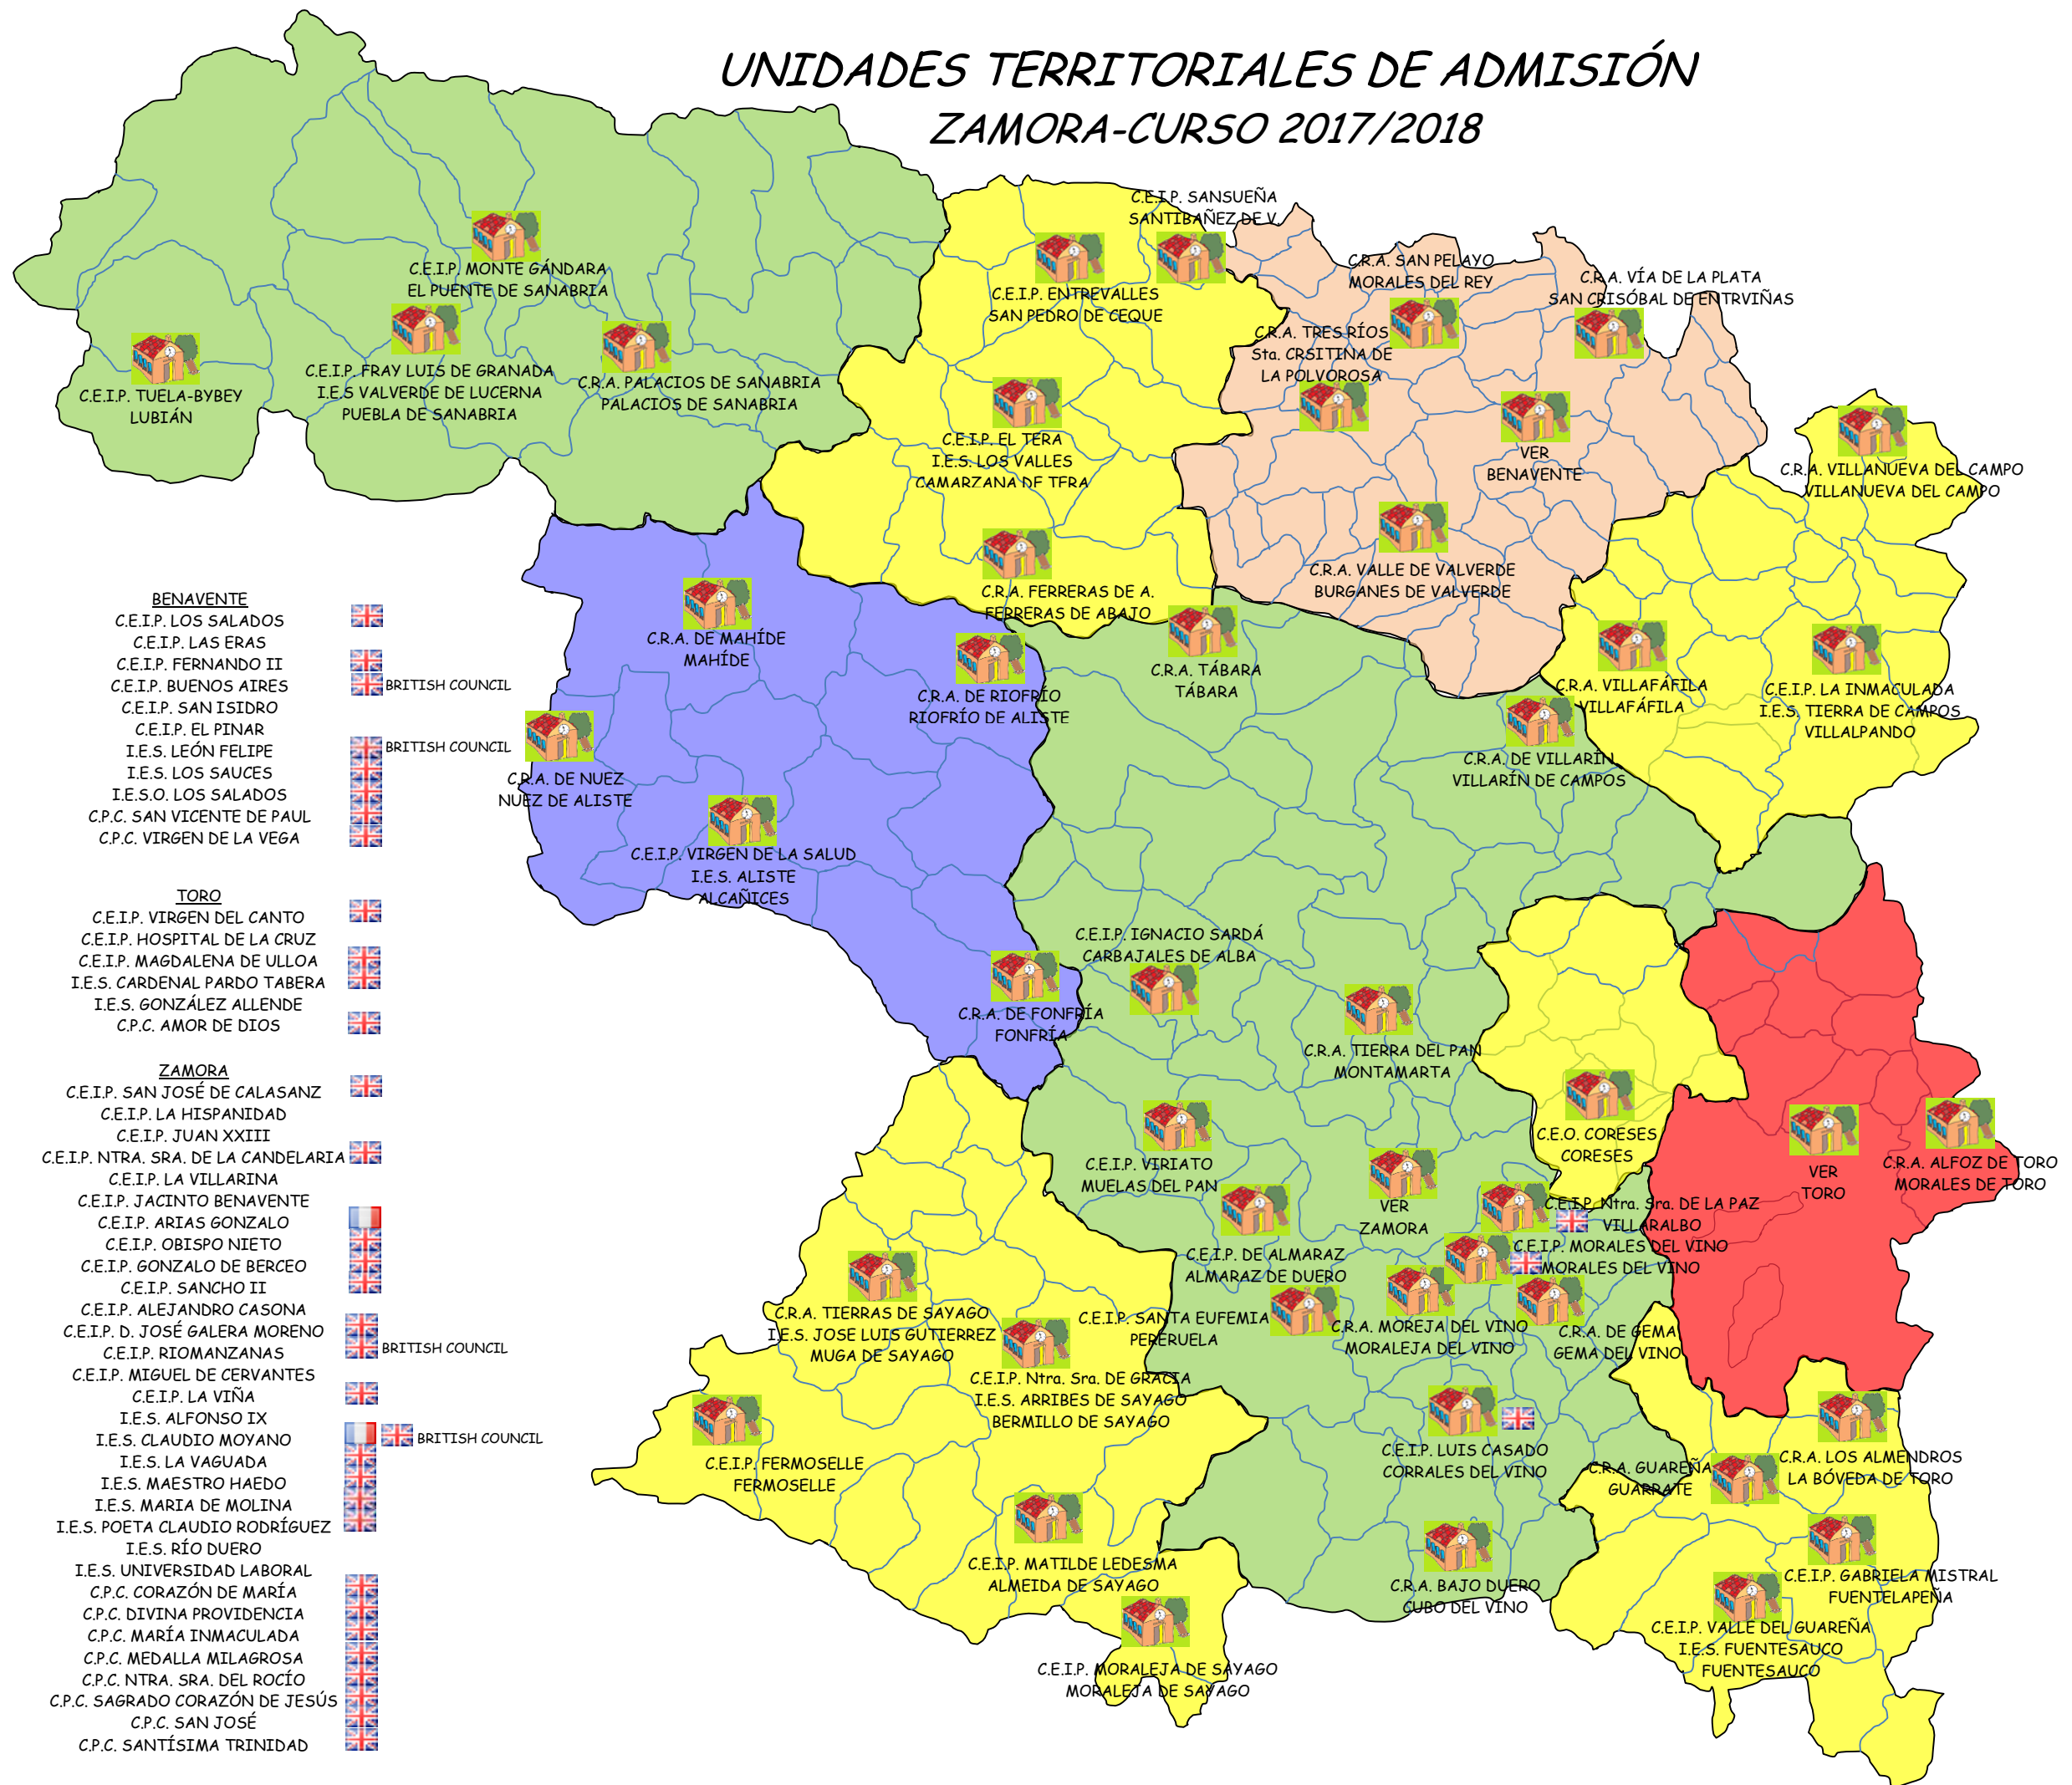 UNIDADES TERRITORIALES DE ADMISIÓN
ZAMORA-CURSO 2017/2018
C.E.I.P. SANSUEÑA
SANTIBAÑEZ DE V.
C.E.I.P. MONTE GÁNDARA
EL PUENTE DE SANABRIA
C.E.I.P. ENTREVALLES
SAN PEDRO DE CEQUE
C.R.A. SAN PELAYO
MORALES DEL REY
C.R.A. VÍA DE LA PLATA
SAN CRISÓBAL DE ENTRVIÑAS
C.R.A. TRES RÍOS
Sta. CRSITINA DE
LA POLVOROSA
C.E.I.P. TUELA-BYBEY
LUBIÁN
C.E.I.P. FRAY LUIS DE GRANADA
I.E.S VALVERDE DE LUCERNA
PUEBLA DE SANABRIA
C.R.A. PALACIOS DE SANABRIA
PALACIOS DE SANABRIA
C.E.I.P. EL TERA
I.E.S. LOS VALLES
CAMARZANA DE TERA
VER
BENAVENTE
C.R.A. VILLANUEVA DEL CAMPO
VILLANUEVA DEL CAMPO
C.R.A. FERRERAS DE A.
FERRERAS DE ABAJO
C.R.A. VALLE DE VALVERDE
BURGANES DE VALVERDE
C.R.A. DE MAHÍDE
MAHÍDE
C.R.A. DE RIOFRÍO
RIOFRÍO DE ALISTE
C.R.A. TÁBARA
TÁBARA
C.R.A. VILLAFÁFILA
VILLAFÁFILA
C.E.I.P. LA INMACULADA
I.E.S. TIERRA DE CAMPOS
VILLALPANDO
C.R.A. DE NUEZ
NUEZ DE ALISTE
C.R.A. DE VILLARÍN
VILLARÍN DE CAMPOS
C.E.I.P. VIRGEN DE LA SALUD
I.E.S. ALISTE
ALCAÑICES
C.E.I.P. IGNACIO SARDÁ
CARBAJALES DE ALBA
C.R.A. DE FONFRÍA
FONFRÍA
C.R.A. TIERRA DEL PAN
MONTAMARTA
C.E.O. CORESES
CORESES
C.E.I.P. VIRIATO
MUELAS DEL PAN
VER
ZAMORA
VER
TORO
C.R.A. ALFOZ DE TORO
MORALES DE TORO
C.E.I.P. Ntra. Sra. DE LA PAZ
VILLARALBO
C.E.I.P. MORALES DEL VINO
MORALES DEL VINO
C.E.I.P. DE ALMARAZ
ALMARAZ DE DUERO
C.E.I.P. SANTA EUFEMIA
PERERUELA
C.R.A. MOREJA DEL VINO
MORALEJA DEL VINO
C.R.A. DE GEMA
GEMA DEL VINO
C.R.A. TIERRAS DE SAYAGO
I.E.S. JOSE LUIS GUTIERREZ
MUGA DE SAYAGO
C.E.I.P. Ntra. Sra. DE GRACIA
I.E.S. ARRIBES DE SAYAGO
BERMILLO DE SAYAGO
C.E.I.P. FERMOSELLE
FERMOSELLE
C.E.I.P. LUIS CASADO
CORRALES DEL VINO
C.R.A. GUAREÑA
GUARRATE
C.R.A. LOS ALMENDROS
LA BÓVEDA DE TORO
C.E.I.P. MATILDE LEDESMA
ALMEIDA DE SAYAGO
C.R.A. BAJO DUERO
CUBO DEL VINO
C.E.I.P. GABRIELA MISTRAL
FUENTELAPEÑA
C.E.I.P. VALLE DEL GUAREÑA
I.E.S. FUENTESAUCO
FUENTESAUCO
C.E.I.P. MORALEJA DE SAYAGO
MORALEJA DE SAYAGO
BENAVENTE
C.E.I.P. LOS SALADOS
C.E.I.P. LAS ERAS
C.E.I.P. FERNANDO II
C.E.I.P. BUENOS AIRES BRITISH COUNCIL
C.E.I.P. SAN ISIDRO
C.E.I.P. EL PINAR
I.E.S. LEÓN FELIPE BRITISH COUNCIL
I.E.S. LOS SAUCES
I.E.S.O. LOS SALADOS
C.P.C. SAN VICENTE DE PAUL
C.P.C. VIRGEN DE LA VEGA
TORO
C.E.I.P. VIRGEN DEL CANTO
C.E.I.P. HOSPITAL DE LA CRUZ
C.E.I.P. MAGDALENA DE ULLOA
I.E.S. CARDENAL PARDO TABERA
I.E.S. GONZÁLEZ ALLENDE
C.P.C. AMOR DE DIOS
ZAMORA
C.E.I.P. SAN JOSÉ DE CALASANZ
C.E.I.P. LA HISPANIDAD
C.E.I.P. JUAN XXIII
C.E.I.P. NTRA. SRA. DE LA CANDELARIA
C.E.I.P. LA VILLARINA
C.E.I.P. JACINTO BENAVENTE
C.E.I.P. ARIAS GONZALO
C.E.I.P. OBISPO NIETO
C.E.I.P. GONZALO DE BERCEO
C.E.I.P. SANCHO II
C.E.I.P. ALEJANDRO CASONA
C.E.I.P. D. JOSÉ GALERA MORENO
C.E.I.P. RIOMANZANAS BRITISH COUNCIL
C.E.I.P. MIGUEL DE CERVANTES
C.E.I.P. LA VIÑA
I.E.S. ALFONSO IX
I.E.S. CLAUDIO MOYANO BRITISH COUNCIL
I.E.S. LA VAGUADA
I.E.S. MAESTRO HAEDO
I.E.S. MARIA DE MOLINA
I.E.S. POETA CLAUDIO RODRÍGUEZ
I.E.S. RÍO DUERO
I.E.S. UNIVERSIDAD LABORAL
C.P.C. CORAZÓN DE MARÍA
C.P.C. DIVINA PROVIDENCIA
C.P.C. MARÍA INMACULADA
C.P.C. MEDALLA MILAGROSA
C.P.C. NTRA. SRA. DEL ROCÍO
C.P.C. SAGRADO CORAZÓN DE JESÚS
C.P.C. SAN JOSÉ
C.P.C. SANTÍSIMA TRINIDAD